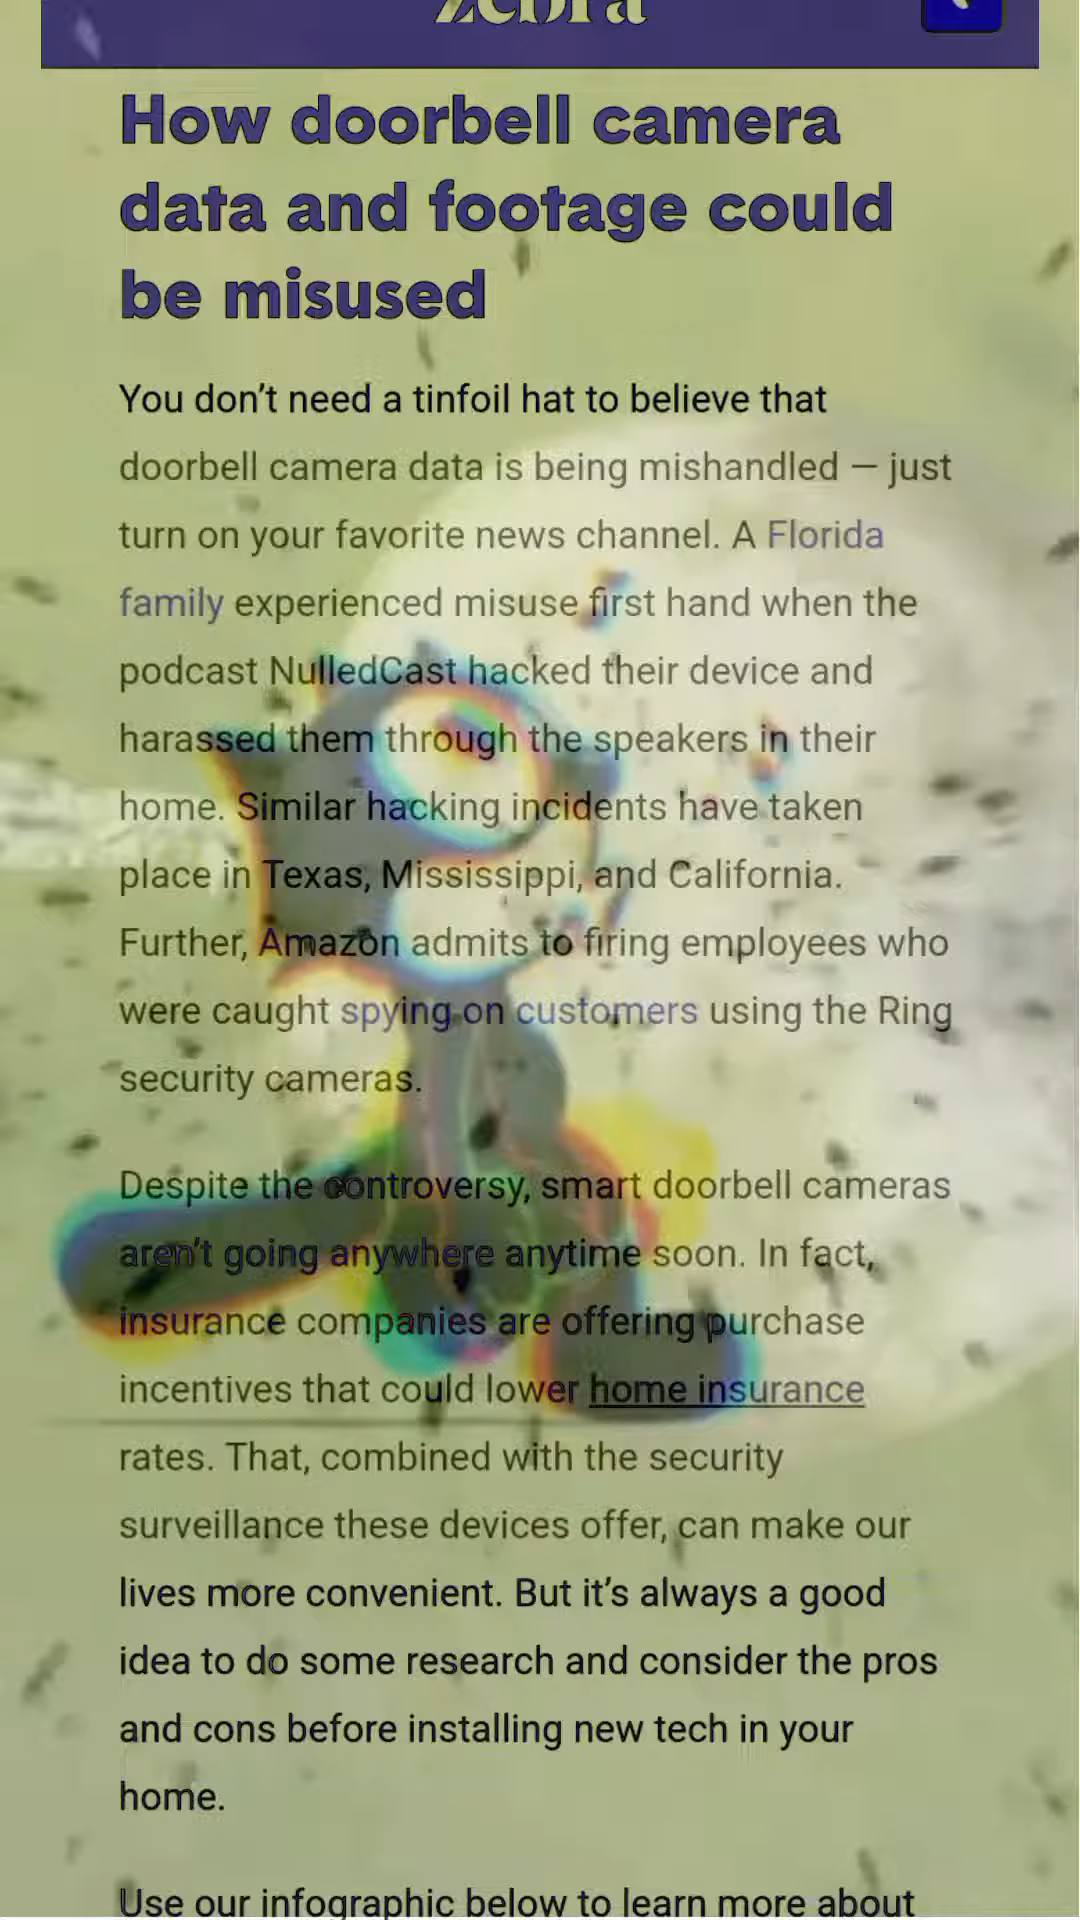 Zebra
How doorbell camera
data and footage could
be misused
You don’t need a tinfoil hat to believe that
doorbell camera data is being mishandled — just
turn on your favorite news channel. A Florida
family experienced misuse first hand when the
podcast NulledCast hacked their device and
harassed them through the speakers in their
home. Similar hacking incidents have taken
place in Texas, Mississippi, and California.
Further, Amazon admits to firing employees who
were caught spying on customers using the Ring
security cameras.
Despite the controversy, smart doorbell cameras
aren’t going anywhere anytime soon. In fact,
insurance companies are offering purchase
incentives that could lower home insurance
rates. That, combined with the security
surveillance these devices offer, can make our
lives more convenient. But it’s always a good
idea to do some research and consider the pros
and cons before installing new tech in your
home.
Use our infographic below to learn more about